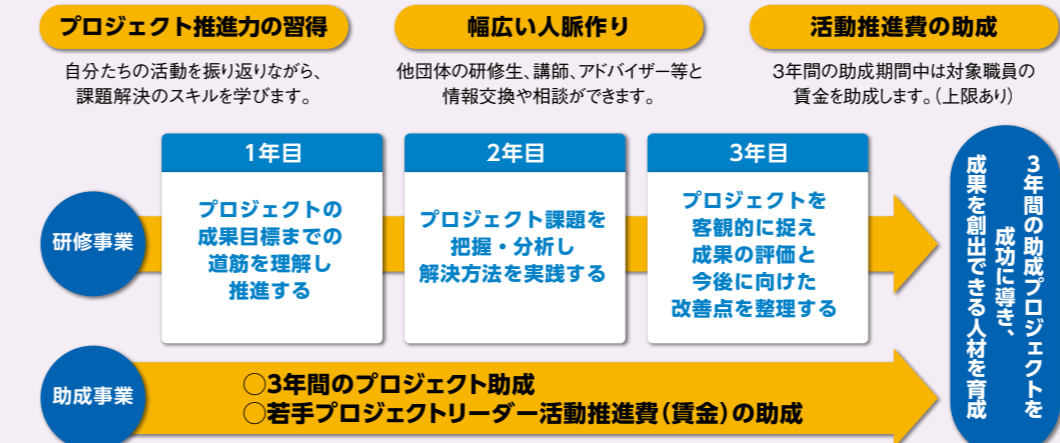 プロジェクト推進力の習得
自分たちの活動を振り返りながら、
課題解決のスキルを学びます。
幅広い人脈作り
他団体の研修生、講師、アドバイザー等と
情報交換や相談ができます。
活動推進費の助成
3年間の助成期間中は対象職員の
賃金を助成します。（上限あり）
研修事業
1年目
プロジェクトの
成果目標までの
道筋を理解し
推進する
2年目
プロジェクト課題を
把握・分析し
解決方法を実践する
3年目
プロジェクトを
客観的に捉え
成果の評価と
今後に向けた
改善点を整理する
助成事業
○3年間のプロジェクト助成
○若手プロジェクトリーダー活動推進費（賃金）の助成
3年間の助成プロジェクトを
成功に導き、
成果を創出できる人材を育成